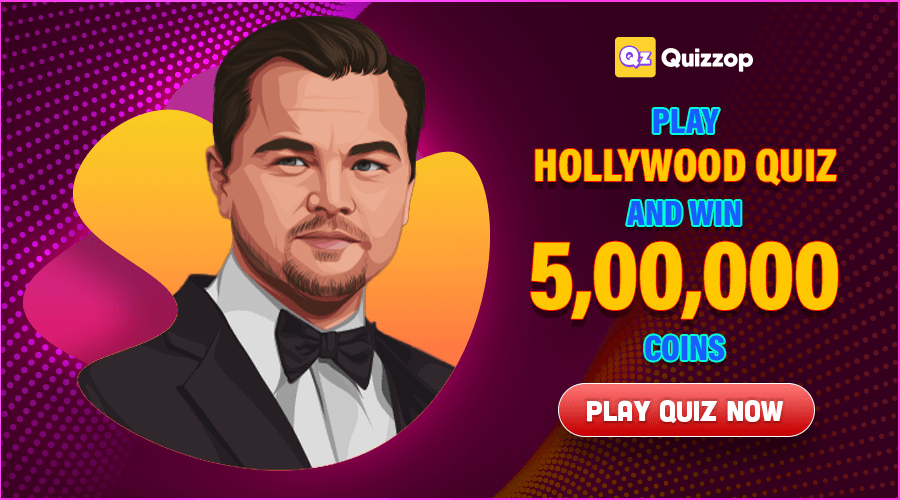 Qz Quizzop
PLAY
HOLLYWOOD QUIZ
AND WIN
5,00,000
COINS
PLAY QUIZ NOW